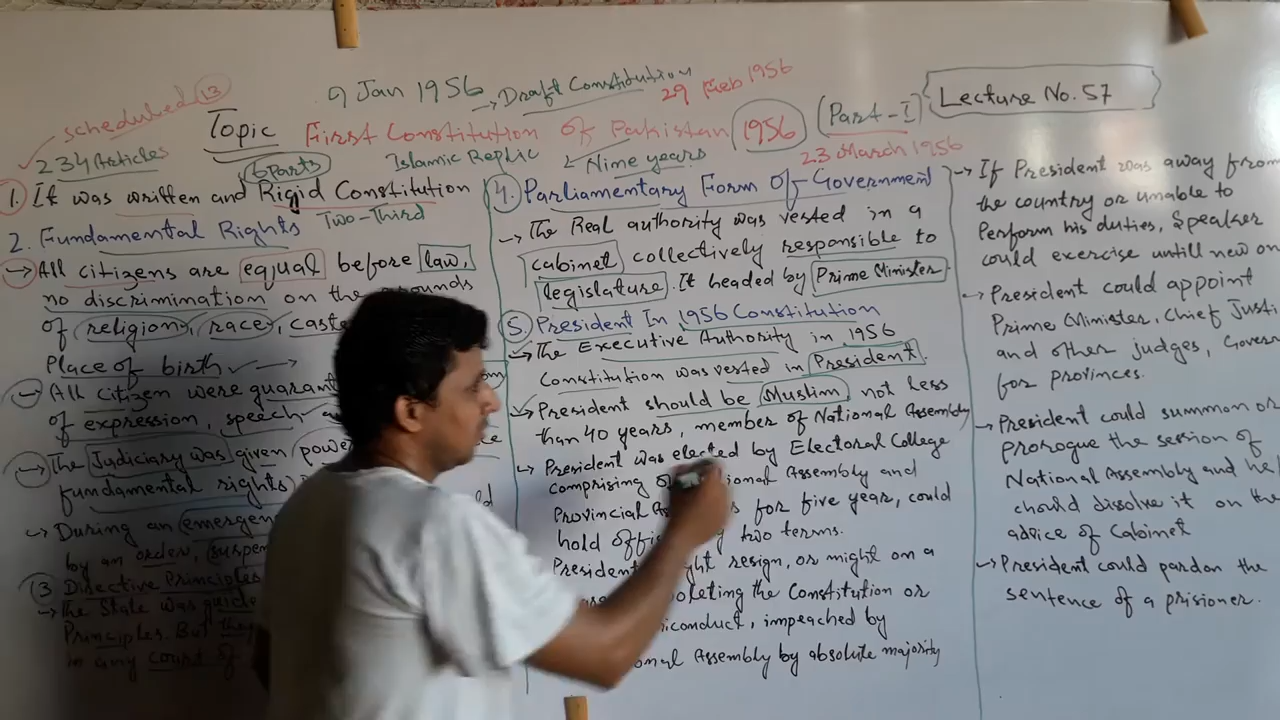 9 Jan 1956 → Draft Constitution 29 Feb 1956
Lecture No. 57
✓ scheduled 13
Topic First Constitution of Pakistan 1956 (Part-I)
234 Articles 6 Parts Islamic Replic Nime years 23 March 1956
1. It was written and Rigid Constitution
Two-Third
2. Fundamental Rights
→ All citizens are equal before law,
no discrimination on the grounds
of religion, race, caste
Place of birth
→ All citizen were guarant
of expression, speech
→ The Judiciary was given power
fundamental rights
→ During an emergen
by an order, suspen
3 Directive Principles
→ The State was guide
Principles. But they
in any court of
4. Parliamentary Form of Government
→ The Real authority was vested in a
cabinet collectively responsible to
legislature. It headed by Prime Minister.
5. President In 1956 Constitution
→ The Executive Authority in 1956
Constitution was vested in President.
→ President should be Muslim not less
than 40 years, member of National Assembly
→ President was elected by Electoral College
comprising of Assembly and
Provincial for five year, could
hold two terms.
President resign, or might on a
the Constitution or
impeached by
Assembly by absolute majority
→ If President was away from
the country or unable to
Perform his duties, Speaker
could exercise untill new on
→ President could appoint
Prime Minister, Chief Justi
and other judges, Govern
for provinces.
→ President could summon or
prorogue the session of
National Assembly and he
should dissolve it on the
advice of Cabinet
→ President could pardon the
sentence of a prisioner.